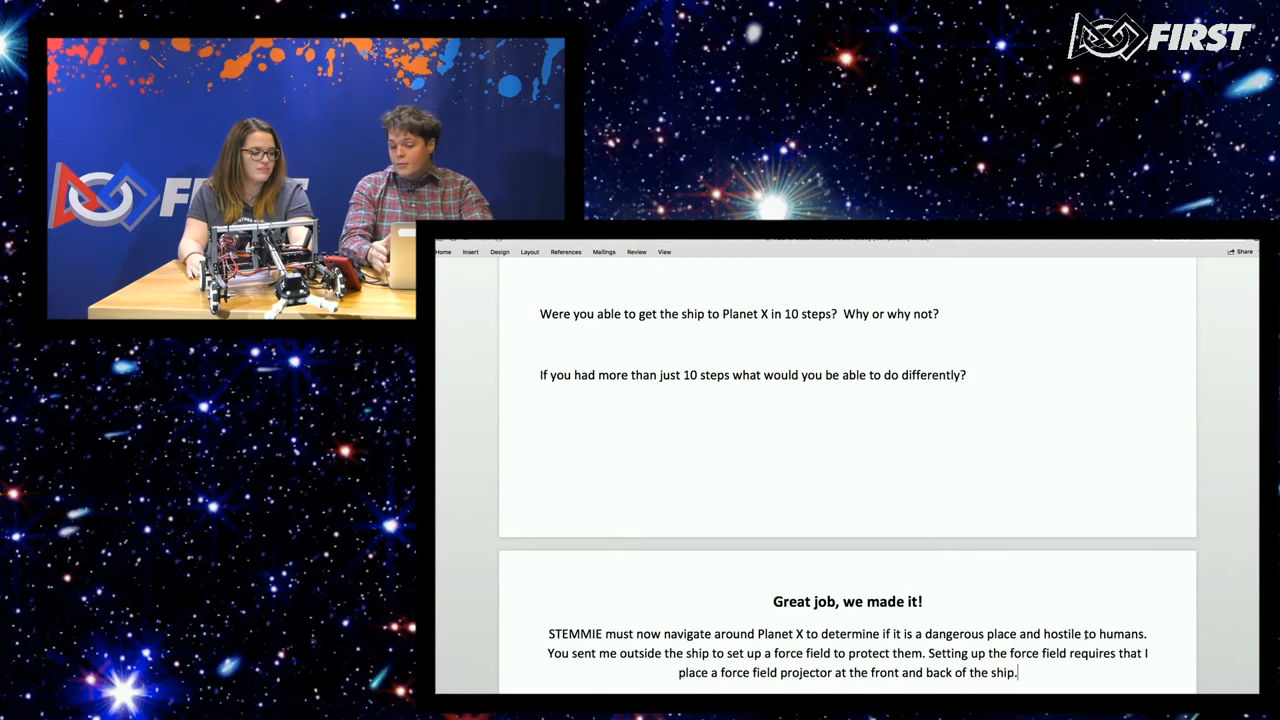 FIRST
FI
Home Insert Design Layout References Mailings Review View Share
Were you able to get the ship to Planet X in 10 steps?  Why or why not?
If you had more than just 10 steps what would you be able to do differently?
Great job, we made it!
STEMMIE must now navigate around Planet X to determine if it is a dangerous place and hostile to humans.
You sent me outside the ship to set up a force field to protect them. Setting up the force field requires that I
place a force field projector at the front and back of the ship.